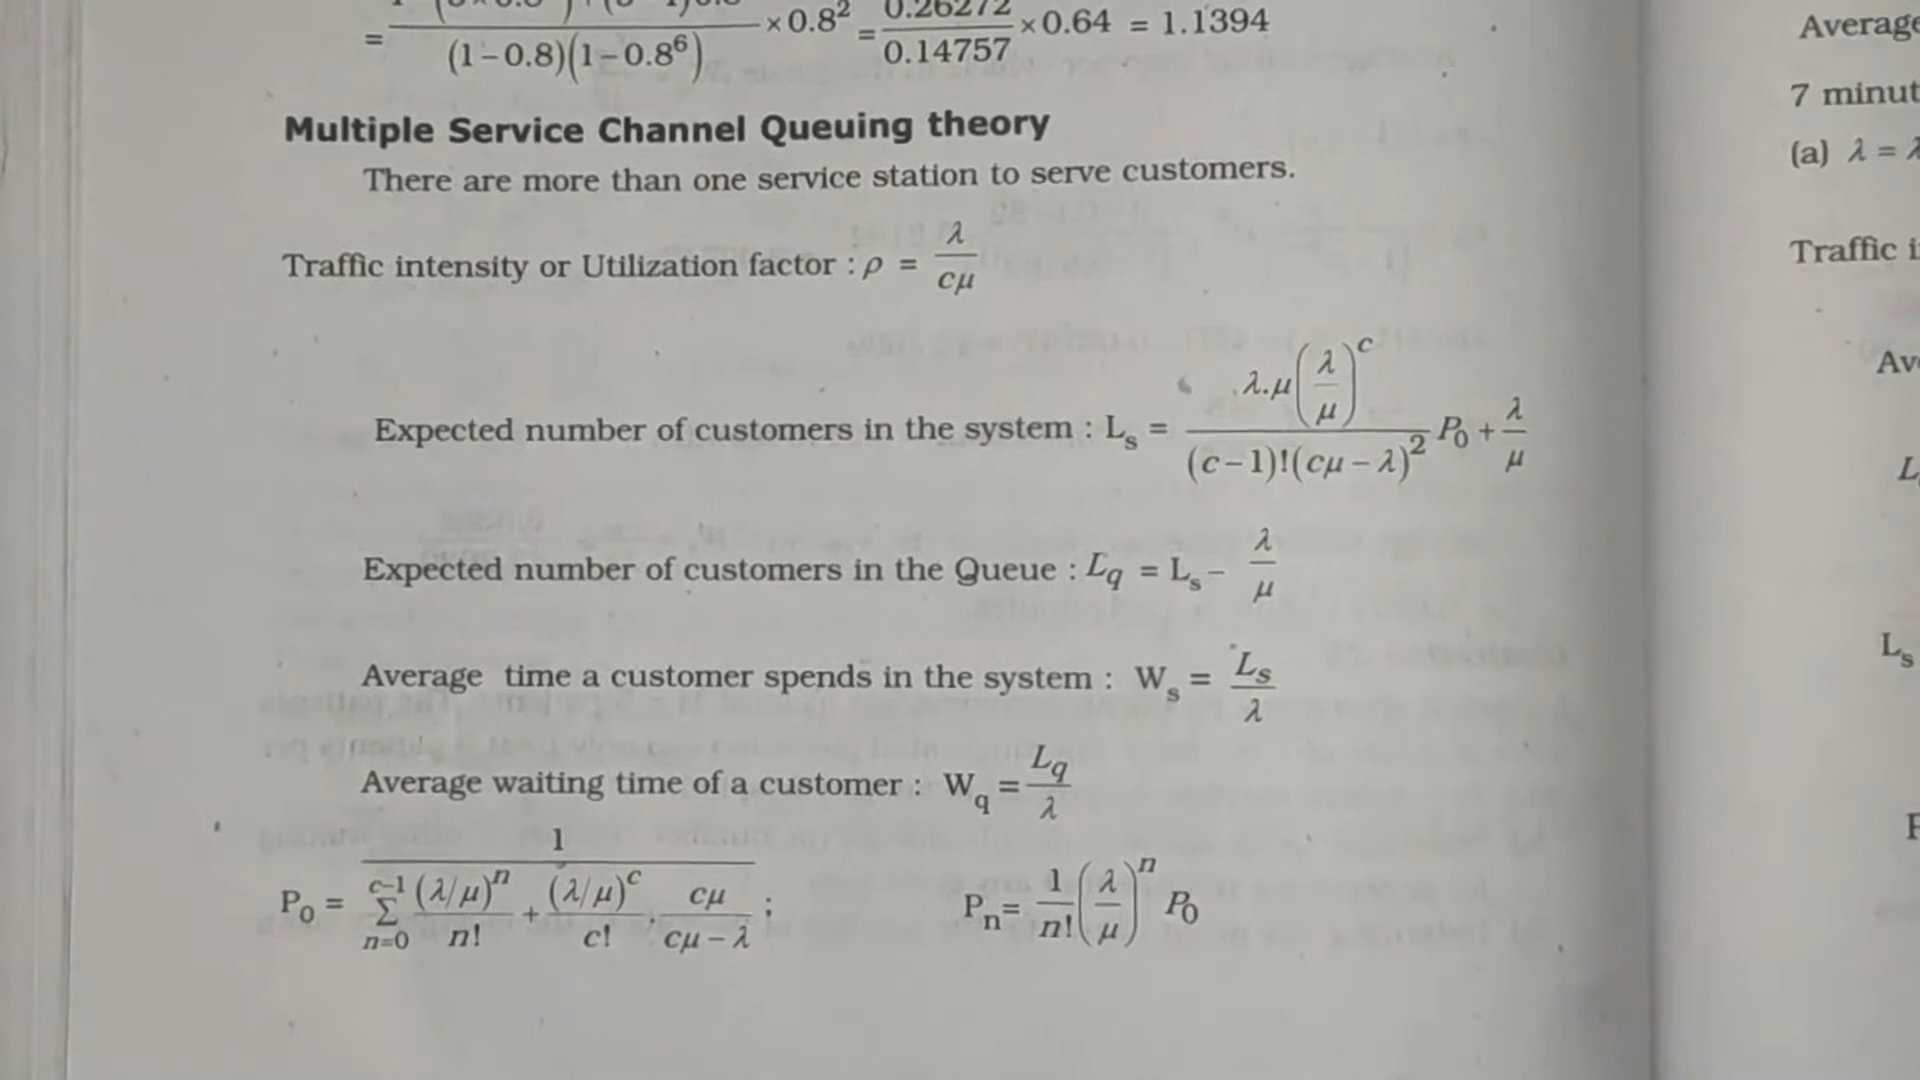 = / (1-0.8)(1-0.8⁶) ×0.8² = 0.26272/0.14757 ×0.64 = 1.1394
Multiple Service Channel Queuing theory
There are more than one service station to serve customers.
Traffic intensity or Utilization factor : ρ = λ/cμ
Expected number of customers in the system : Lₛ = λ.μ(λ/μ)^c / (c-1)!(cμ-λ)² P₀ + λ/μ
Expected number of customers in the Queue : L_q = Lₛ - λ/μ
Average time a customer spends in the system : Wₛ = Lₛ/λ
Average waiting time of a customer : W_q = L_q/λ
P₀ = 1 / c-1 Σ n=0 (λ/μ)^n/n! + (λ/μ)^c/c! . cμ/cμ-λ ;
Pₙ = 1/n! (λ/μ)^n P₀
Average
7 minut
(a) λ =
Traffic i
Av
L
Lₛ